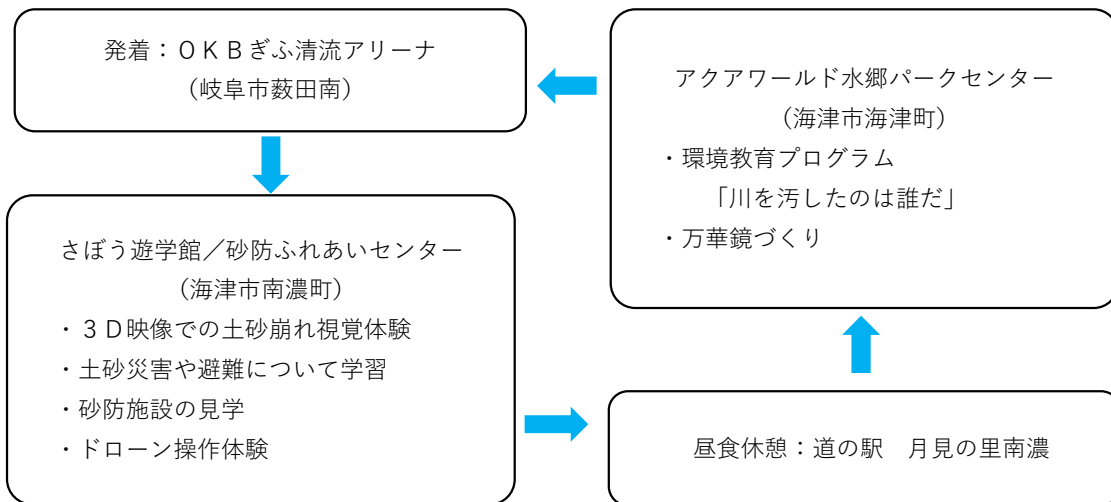 発着：ＯＫＢぎふ清流アリーナ
（岐阜市薮田南）
さぼう遊学館／砂防ふれあいセンター
（海津市南濃町）
・３Ｄ映像での土砂崩れ視覚体験
・土砂災害や避難について学習
・砂防施設の見学
・ドローン操作体験
昼食休憩：道の駅　月見の里南濃
アクアワールド水郷パークセンター
（海津市海津町）
・環境教育プログラム
「川を汚したのは誰だ」
・万華鏡づくり